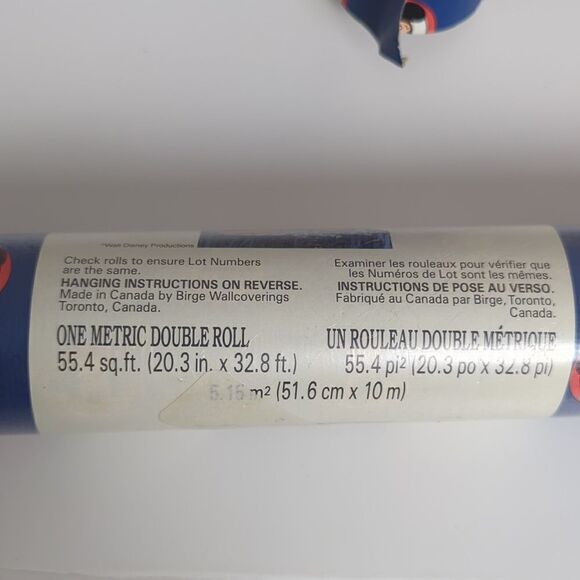 *Walt Disney Productions
Check rolls to ensure Lot Numbers
are the same.
HANGING INSTRUCTIONS ON REVERSE.
Made in Canada by Birge Wallcoverings
Toronto, Canada.
ONE METRIC DOUBLE ROLL
55.4 sq.ft. (20.3 in. x 32.8 ft.)
Examiner les rouleaux pour vérifier que
les Numéros de Lot sont les mêmes.
INSTRUCTIONS DE POSE AU VERSO.
Fabriqué au Canada par Birge, Toronto,
Canada.
UN ROULEAU DOUBLE MÉTRIQUE
55.4 pi² (20.3 po x 32.8 pi)
5.16 m² (51.6 cm x 10 m)